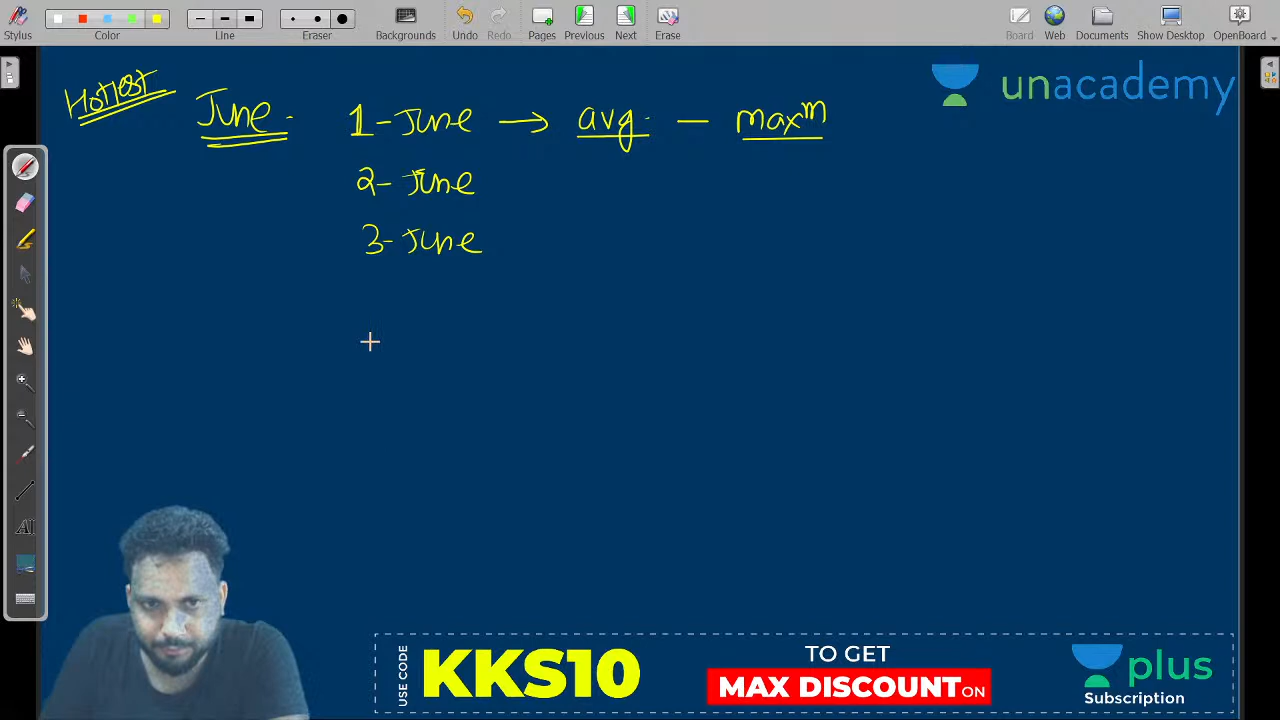 Stylus
Color
Line
Eraser
Backgrounds
Undo
Redo
Pages
Previous
Next
Erase
Board
Web
Documents
Show Desktop
OpenBoard
Hottest
June. 1-June → avg. — maxᵐ
2-June
3-June
unacademy
USE CODE
KKS10
TO GET
MAX DISCOUNT ON
plus
Subscription